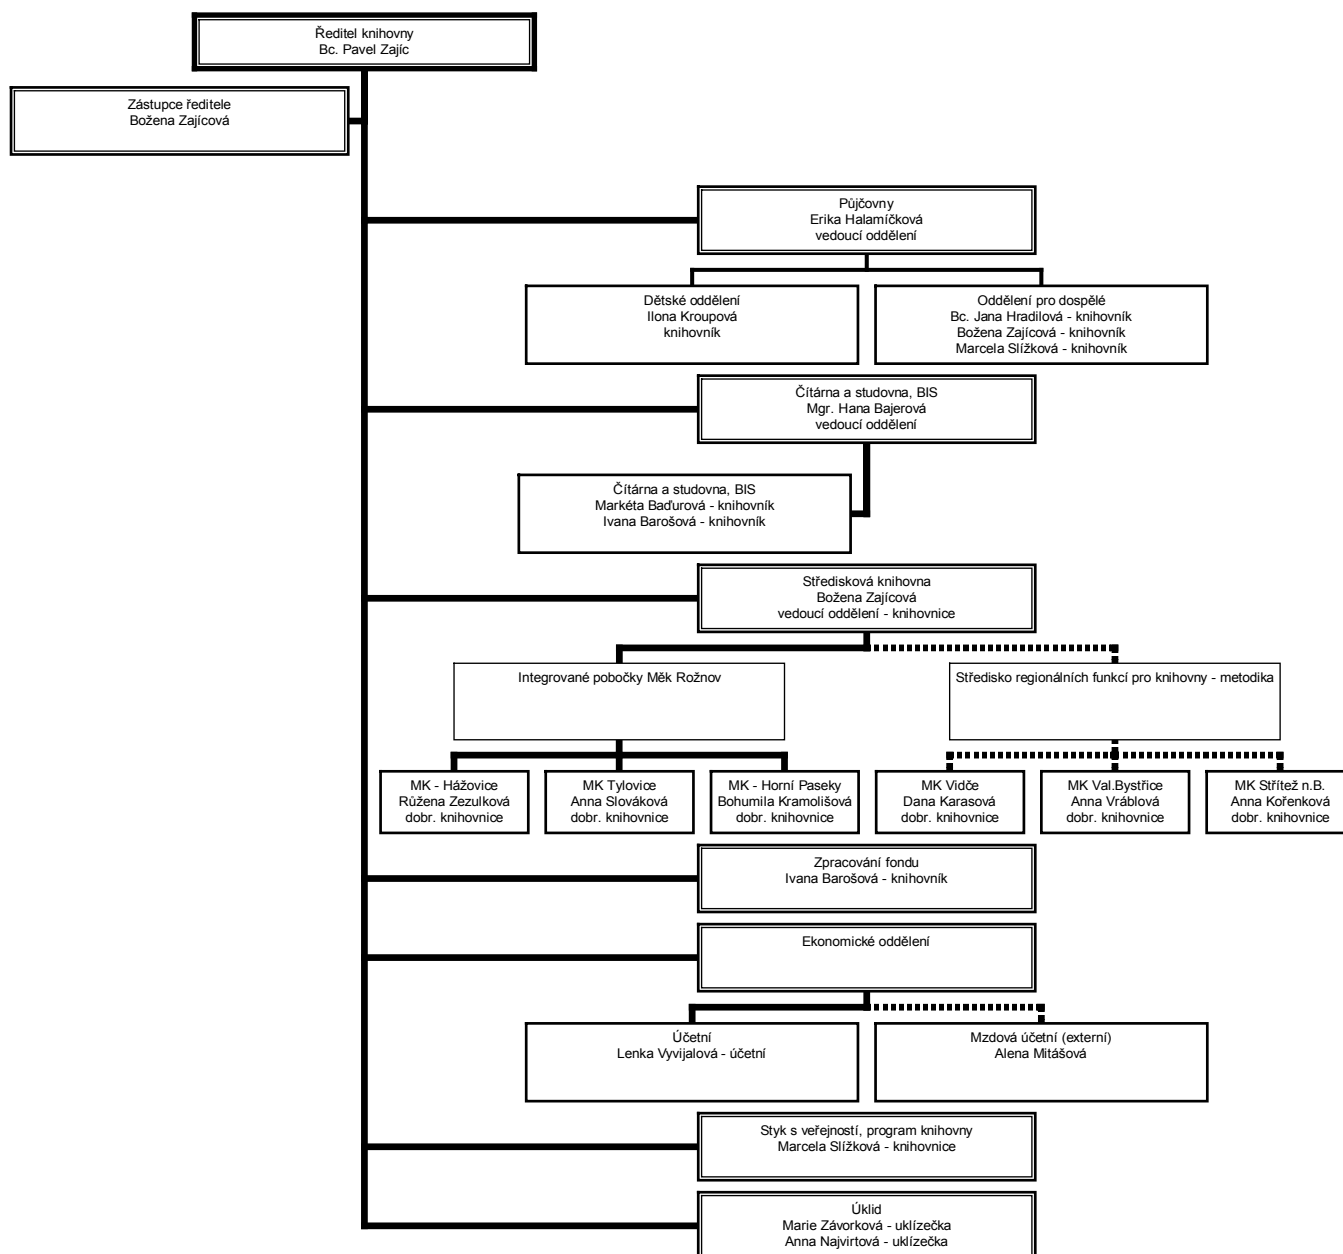 Ředitel knihovny
Bc. Pavel Zajíc
Zástupce ředitele
Božena Zajícová
Půjčovny
Erika Halamíčková
vedoucí oddělení
Dětské oddělení
Ilona Kroupová
knihovník
Oddělení pro dospělé
Bc. Jana Hradilová - knihovník
Božena Zajícová - knihovník
Marcela Slížková - knihovník
Čítárna a studovna, BIS
Mgr. Hana Bajerová
vedoucí oddělení
Čítárna a studovna, BIS
Markéta Baďurová - knihovník
Ivana Barošová - knihovník
Středisková knihovna
Božena Zajícová
vedoucí oddělení - knihovnice
Integrované pobočky Měk Rožnov
Středisko regionálních funkcí pro knihovny - metodika
MK - Hážovice
Růžena Zezulková
dobr. knihovnice
MK Tylovice
Anna Slováková
dobr. knihovnice
MK - Horní Paseky
Bohumila Kramolišová
dobr. knihovnice
MK Vidče
Dana Karasová
dobr. knihovnice
MK Val.Bystřice
Anna Vráblová
dobr. knihovnice
MK Střítež n.B.
Anna Kořenková
dobr. knihovnice
Zpracování fondu
Ivana Barošová - knihovník
Ekonomické oddělení
Účetní
Lenka Vyvijalová - účetní
Mzdová účetní (externí)
Alena Mitášová
Styk s veřejností, program knihovny
Marcela Slížková - knihovnice
Úklid
Marie Závorková - uklízečka
Anna Najvirtová - uklízečka